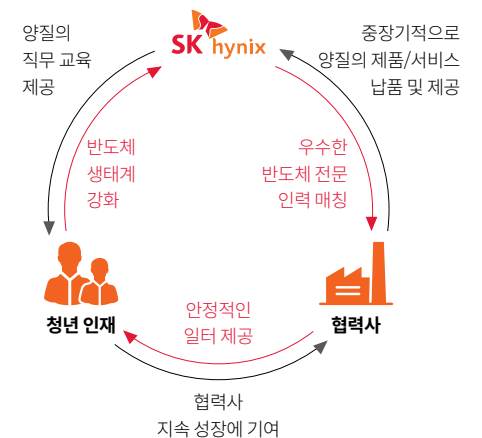 양질의
직무 교육
제공
SK hynix
중장기적으로
양질의 제품/서비스
납품 및 제공
반도체
생태계
강화
우수한
반도체 전문
인력 매칭
청년 인재
안정적인
일터 제공
협력사
협력사
지속 성장에 기여